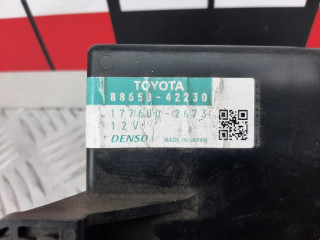 TOYOTA
88650-42230
177600-2673
12V
DENSO MADE IN JAPAN